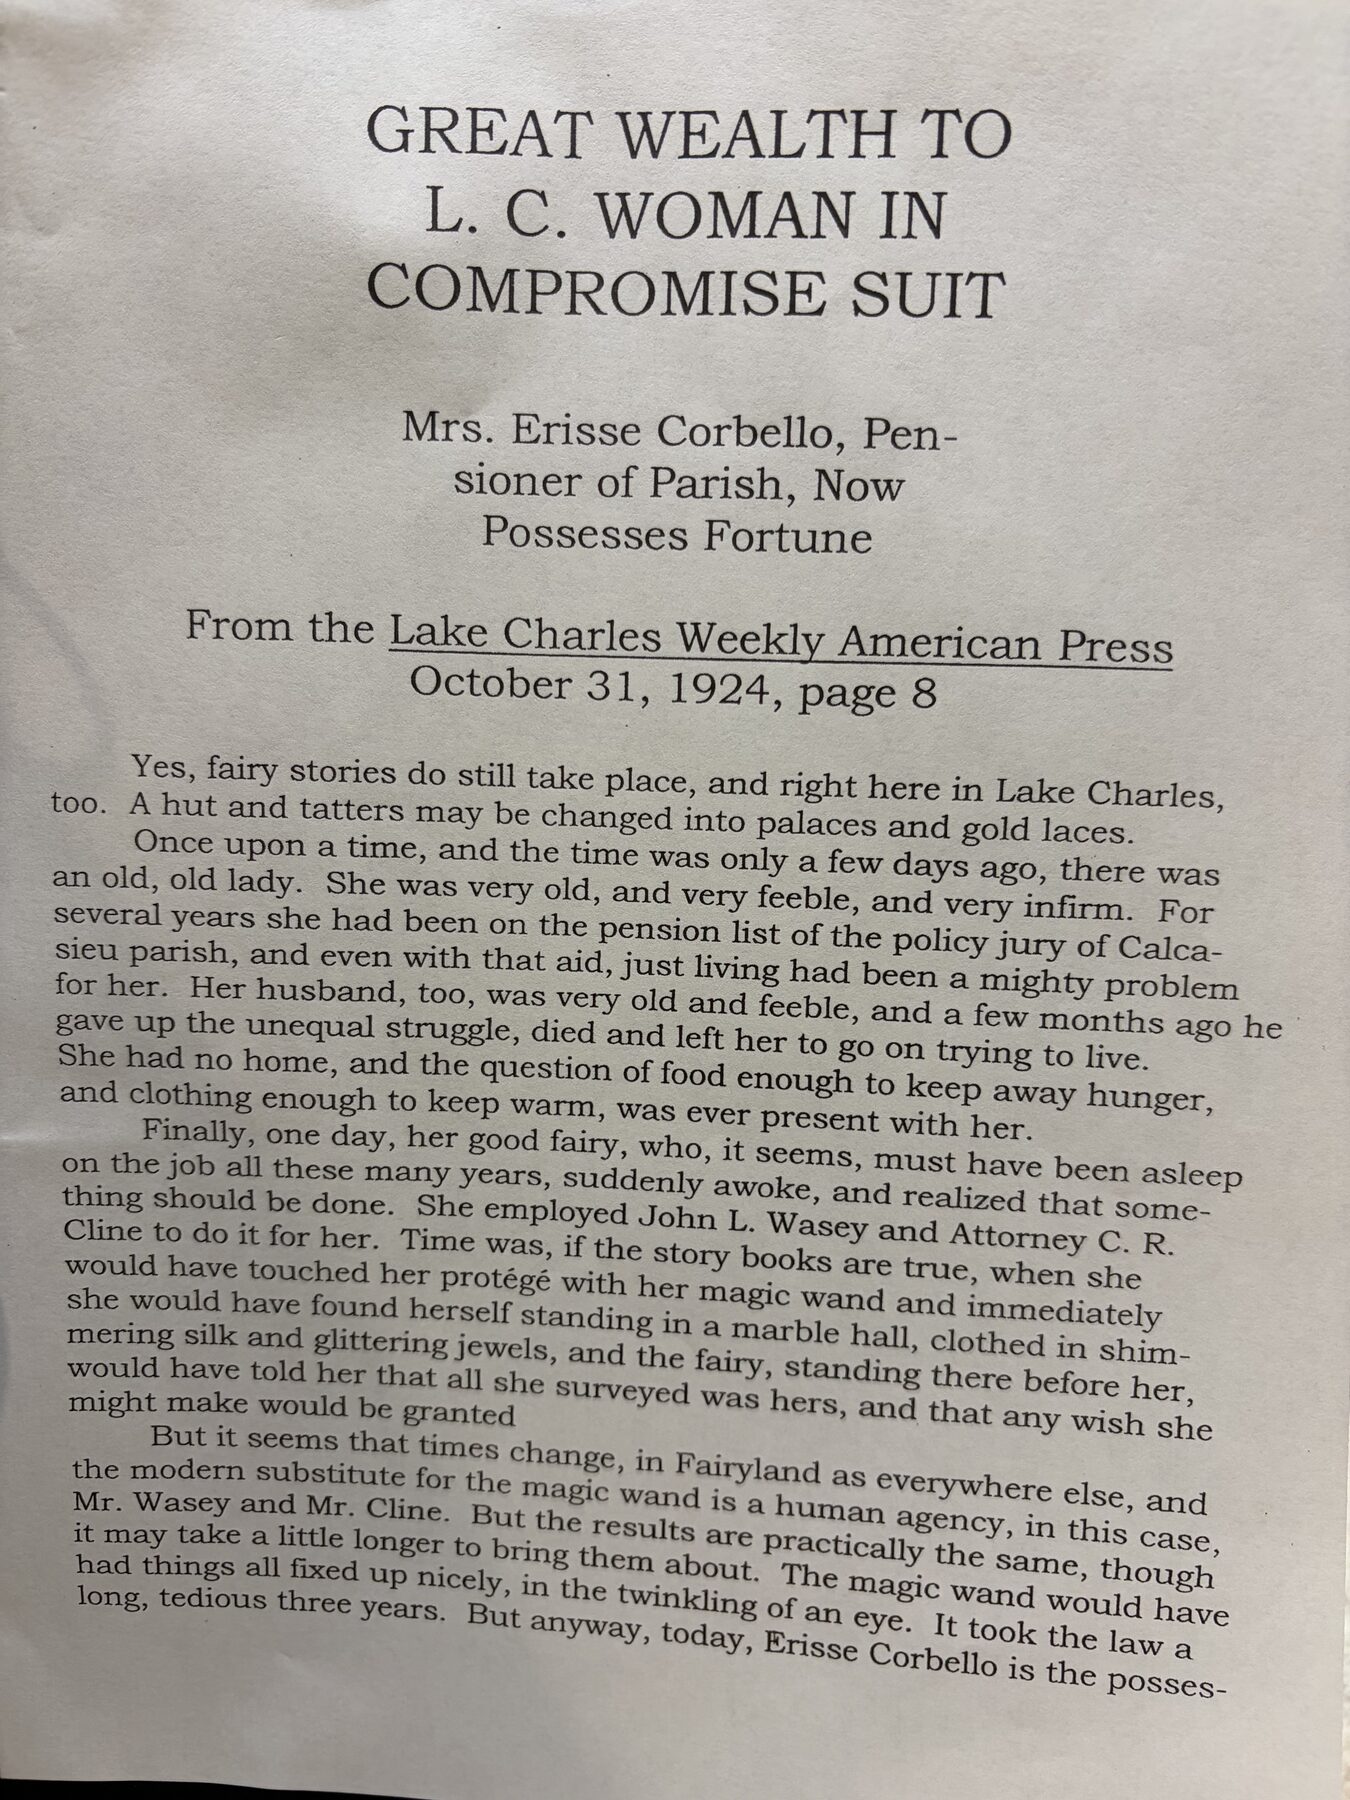 GREAT WEALTH TO
L. C. WOMAN IN
COMPROMISE SUIT
Mrs. Erisse Corbello, Pen-
sioner of Parish, Now
Possesses Fortune
From the Lake Charles Weekly American Press
October 31, 1924, page 8
Yes, fairy stories do still take place, and right here in Lake Charles,
too. A hut and tatters may be changed into palaces and gold laces.
Once upon a time, and the time was only a few days ago, there was
an old, old lady. She was very old, and very feeble, and very infirm. For
several years she had been on the pension list of the policy jury of Calca-
sieu parish, and even with that aid, just living had been a mighty problem
for her. Her husband, too, was very old and feeble, and a few months ago he
gave up the unequal struggle, died and left her to go on trying to live.
She had no home, and the question of food enough to keep away hunger,
and clothing enough to keep warm, was ever present with her.
Finally, one day, her good fairy, who, it seems, must have been asleep
on the job all these many years, suddenly awoke, and realized that some-
thing should be done. She employed John L. Wasey and Attorney C. R.
Cline to do it for her. Time was, if the story books are true, when she
would have touched her protégé with her magic wand and immediately
she would have found herself standing in a marble hall, clothed in shim-
mering silk and glittering jewels, and the fairy, standing there before her,
would have told her that all she surveyed was hers, and that any wish she
might make would be granted
But it seems that times change, in Fairyland as everywhere else, and
the modern substitute for the magic wand is a human agency, in this case,
Mr. Wasey and Mr. Cline. But the results are practically the same, though
it may take a little longer to bring them about. The magic wand would have
had things all fixed up nicely, in the twinkling of an eye. It took the law a
long, tedious three years. But anyway, today, Erisse Corbello is the posses-